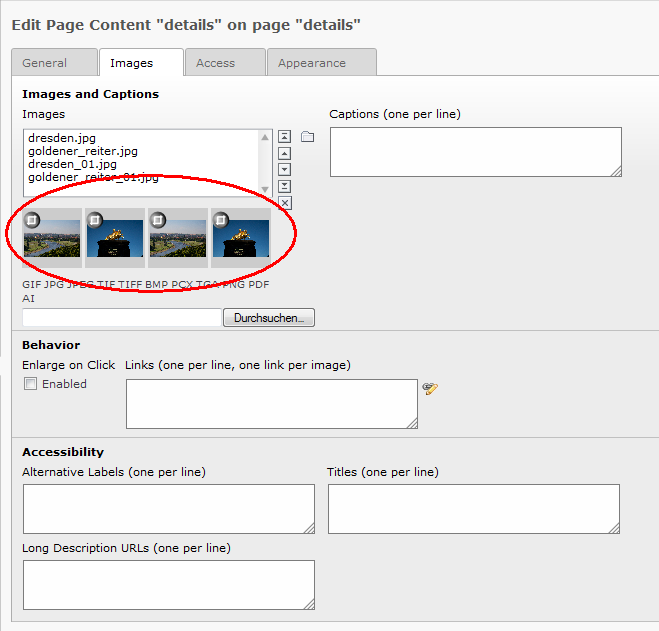 Edit Page Content "details" on page "details"
General Images Access Appearance
Images and Captions
Images
Captions (one per line)
dresden.jpg
goldener_reiter.jpg
dresden_01.jpg
goldener_reiter_01.jpg
GIF JPG JPEG TIF TIFF BMP PCX TGA PNG PDF
AI
Durchsuchen...
Behavior
Enlarge on Click Links (one per line, one link per image)
Enabled
Accessibility
Alternative Labels (one per line) Titles (one per line)
Long Description URLs (one per line)